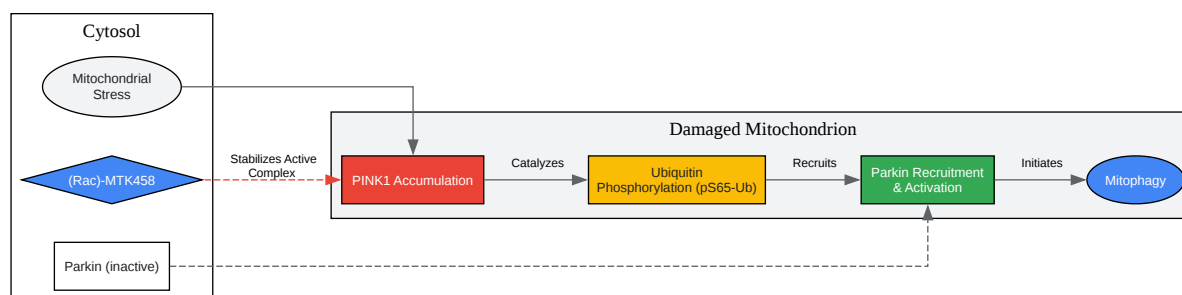 Cytosol
Mitochondrial
Stress
Damaged Mitochondrion
(Rac)-MTK458
Stabilizes Active
Complex
PINK1 Accumulation
Catalyzes
Ubiquitin
Phosphorylation (pS65-Ub)
Recruits
Parkin Recruitment
& Activation
Initiates
Mitophagy
Parkin (inactive)